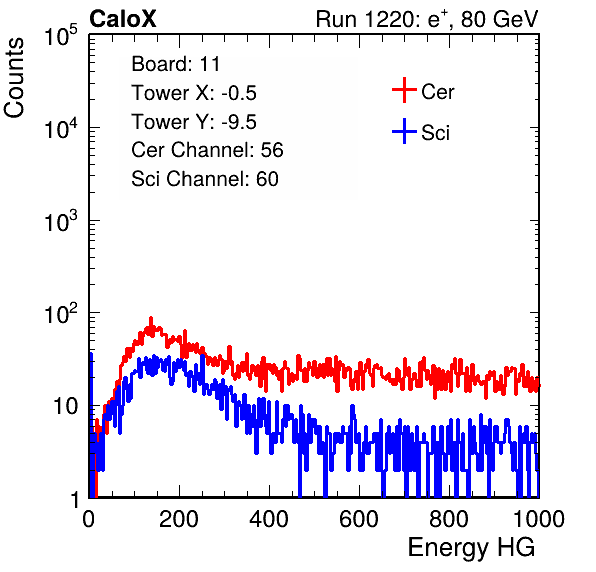 CaloX Run 1220: e+, 80 GeV
Counts
Board: 11
Tower X: -0.5
Tower Y: -9.5
Cer Channel: 56
Sci Channel: 60
Cer
Sci
10^5
10^4
10^3
10^2
10
1
0 200 400 600 800 1000
Energy HG